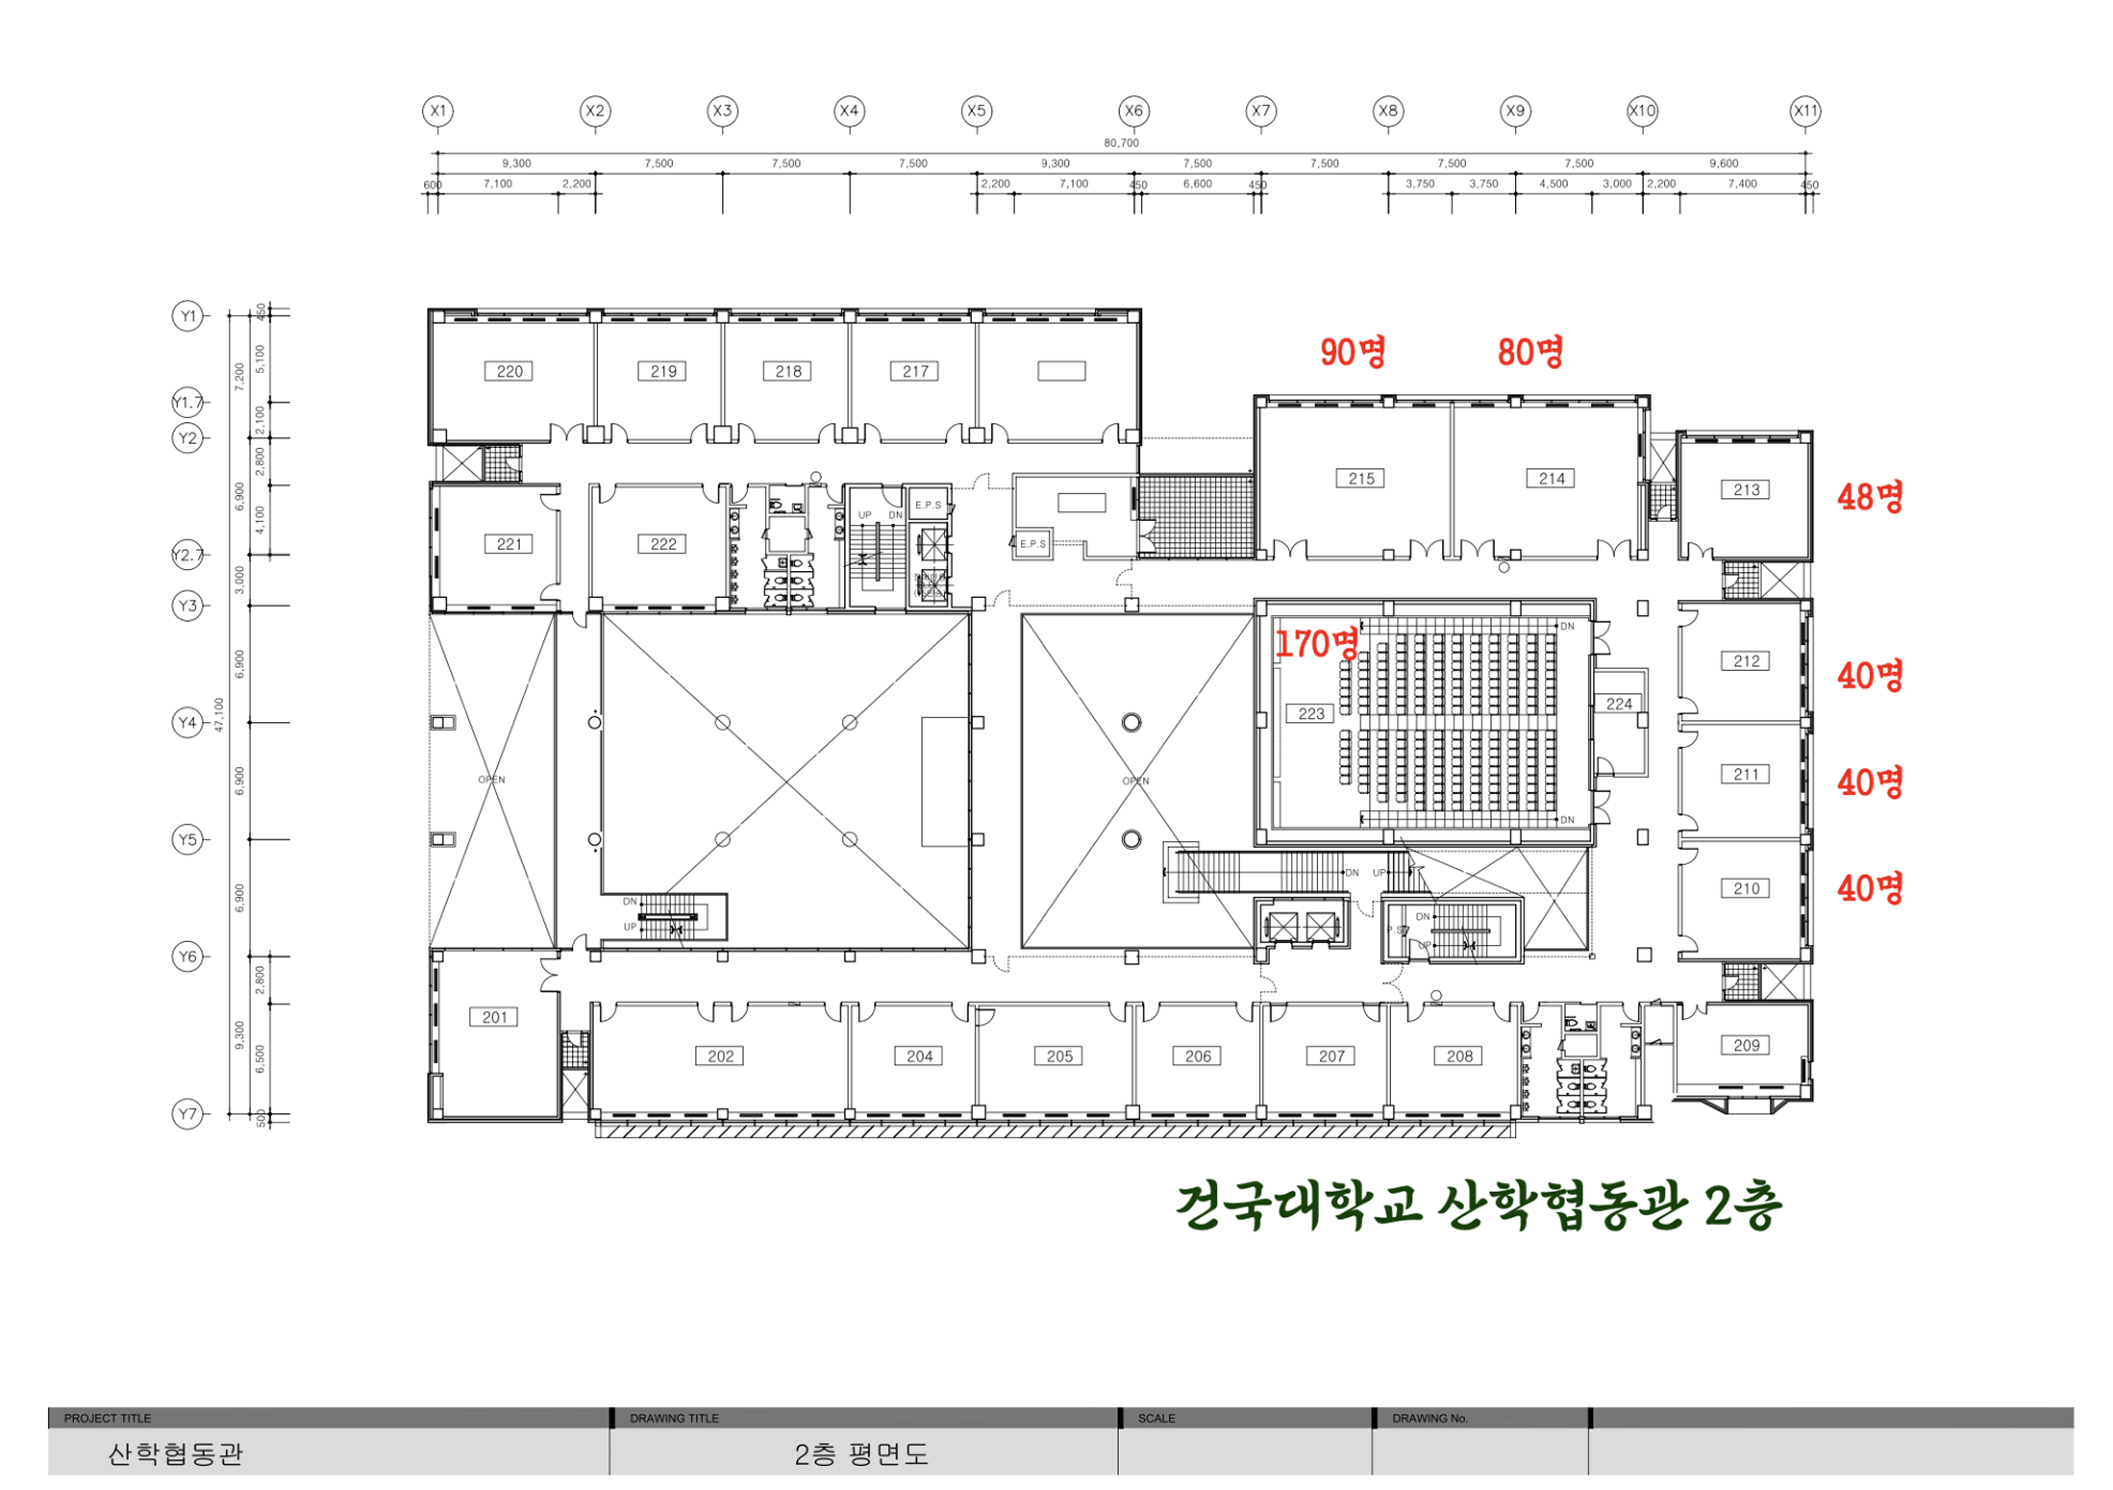 X1 X2 X3 X4 X5 X6 X7 X8 X9 X10 X11
80,700
9,300 7,500 7,500 7,500 9,300 7,500 7,500 7,500 7,500 9,600
600 7,100 2,200 2,200 7,100 450 6,600 450 3,750 3,750 4,500 3,000 2,200 7,400 450
Y1
Y1.7
Y2
Y2.7
Y3
Y4
Y5
Y6
Y7
47,100
7,200
6,900
3,000
6,900
6,900
6,900
9,300
450
5,100
2,100
2,800
4,100
2,800
6,500
500
90명 80명
220 219 218 217
215 214 213
48명
E.P.S
UP DN
221 222
E.P.S
170명
DN
212
40명
223 224
OPEN OPEN
211
40명
DN
DN UP
210
40명
DN
UP
DN
P.S
UP
201
202 204 205 206 207 208 209
건국대학교 산학협동관 2층
PROJECT TITLE DRAWING TITLE SCALE DRAWING No.
산학협동관 2층 평면도